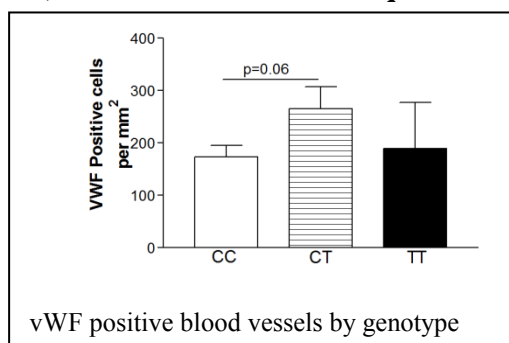 400
300
200
100
0
VWF Positive cells
per mm²
p=0.06
CC CT TT
vWF positive blood vessels by genotype